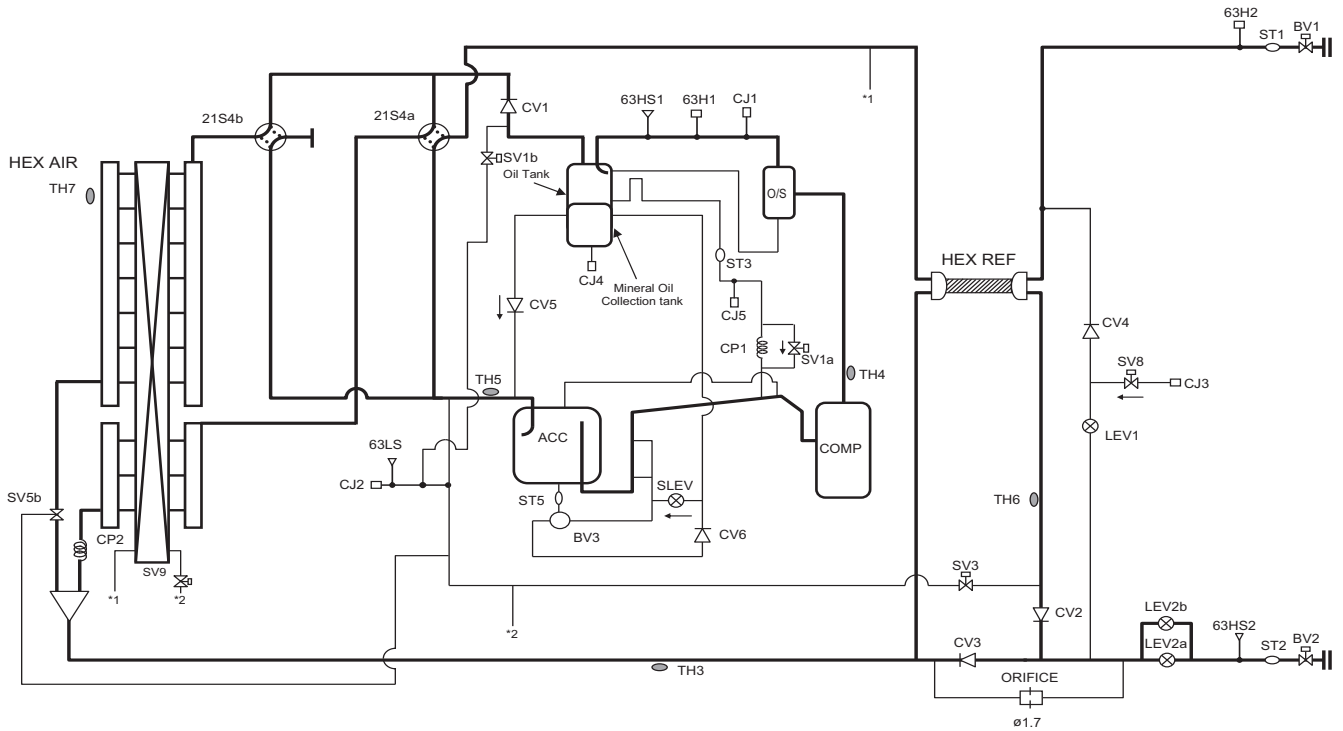 63H2
BV1
ST1
63HS1
63H1
CJ1
CV1
*1
21S4b
21S4a
HEX AIR
SV1b
Oil Tank
TH7
O/S
HEX REF
ST3
CJ4
Mineral Oil
Collection tank
CJ5
CV5
CV4
CP1
SV1a
SV8
TH5
TH4
CJ3
ACC
COMP
LEV1
63LS
CJ2
SLEV
TH6
SV5b
ST5
CP2
BV3
CV6
SV9
SV3
*1
*2
LEV2b
*2
CV2
63HS2
BV2
CV3
LEV2a
ST2
TH3
ORIFICE
ø1.7